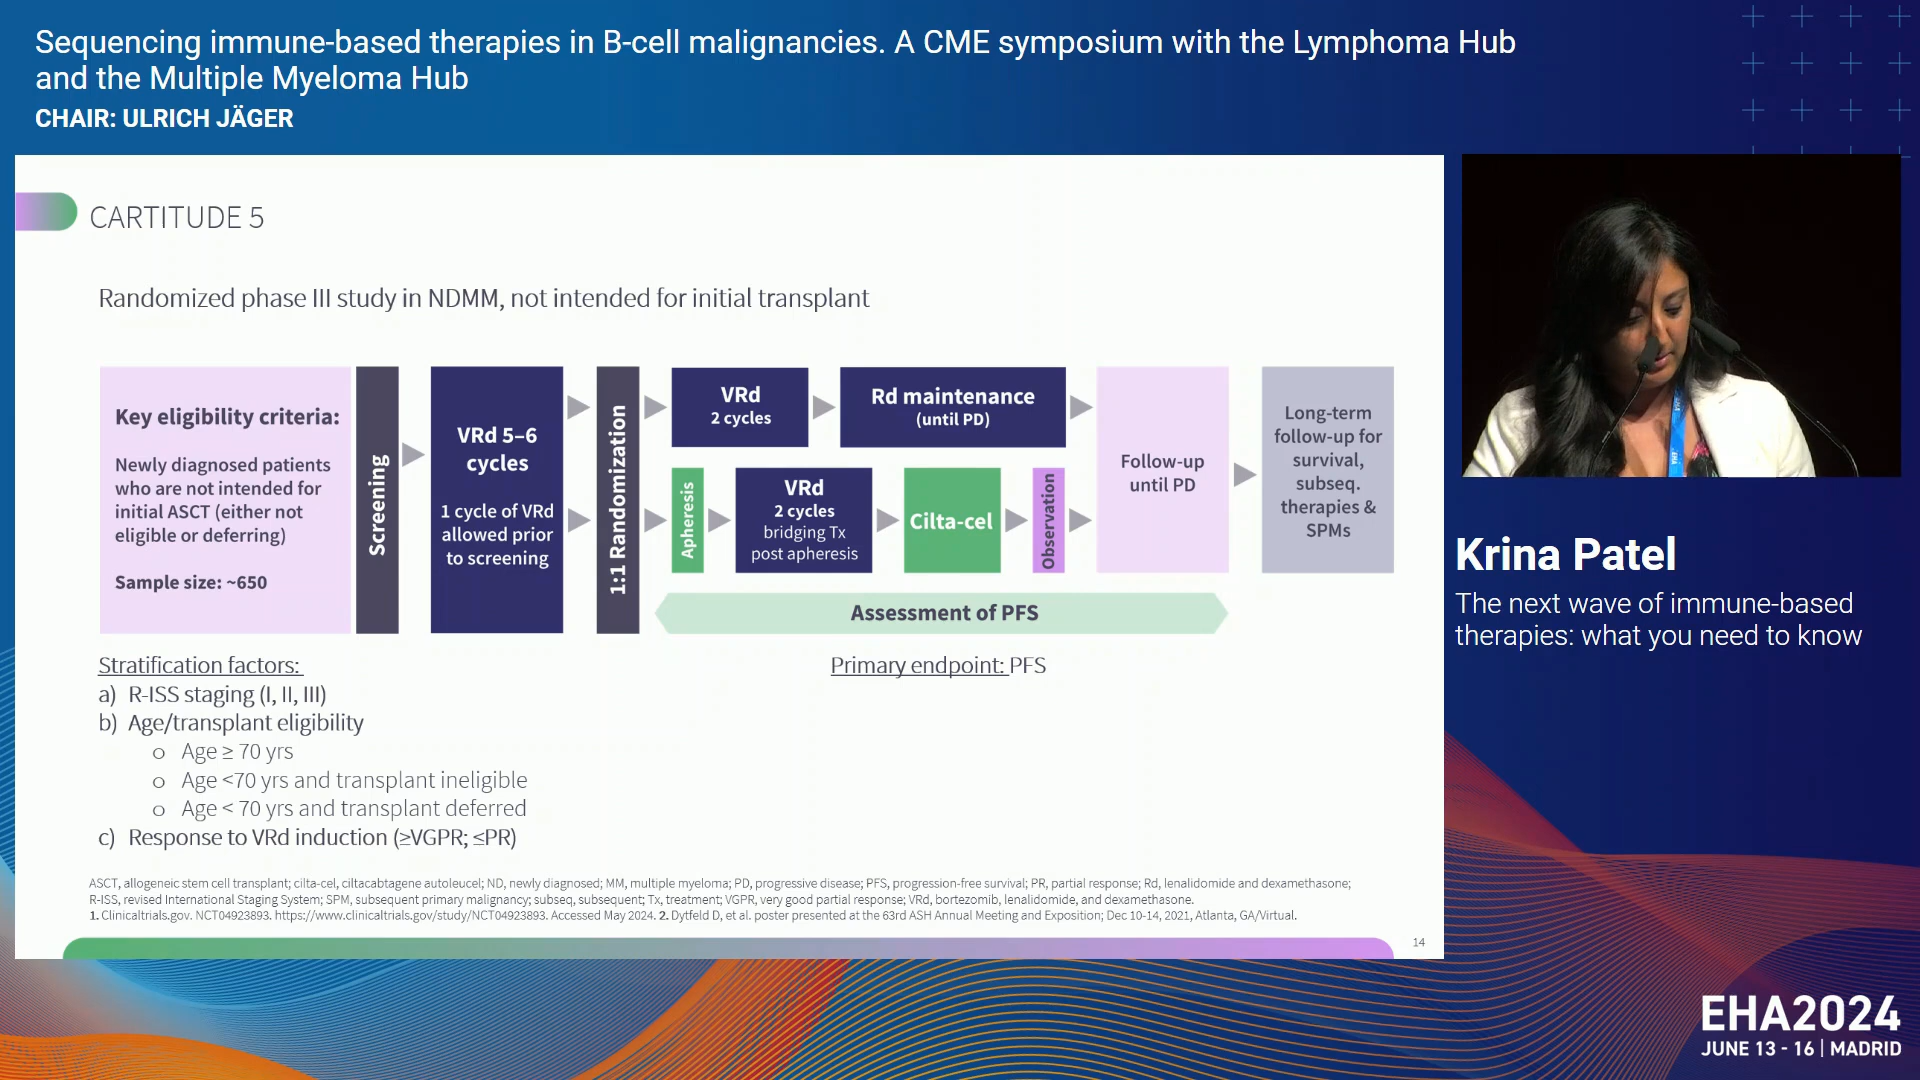 Sequencing immune-based therapies in B-cell malignancies. A CME symposium with the Lymphoma Hub
and the Multiple Myeloma Hub
CHAIR: ULRICH JÄGER
CARTITUDE 5
Randomized phase III study in NDMM, not intended for initial transplant
Key eligibility criteria:
Newly diagnosed patients
who are not intended for
initial ASCT (either not
eligible or deferring)
Sample size: ~650
Screening
VRd 5–6
cycles
1 cycle of VRd
allowed prior
to screening
1:1 Randomization
VRd
2 cycles
Rd maintenance
(until PD)
Apheresis
VRd
2 cycles
bridging Tx
post apheresis
Cilta-cel
Observation
Follow-up
until PD
Long-term
follow-up for
survival,
subseq.
therapies &
SPMs
Assessment of PFS
Stratification factors:
a) R-ISS staging (I, II, III)
b) Age/transplant eligibility
o Age ≥ 70 yrs
o Age <70 yrs and transplant ineligible
o Age < 70 yrs and transplant deferred
c) Response to VRd induction (≥VGPR; ≤PR)
Primary endpoint: PFS
ASCT, allogeneic stem cell transplant; cilta-cel, ciltacabtagene autoleucel; ND, newly diagnosed; MM, multiple myeloma; PD, progressive disease; PFS, progression-free survival; PR, partial response; Rd, lenalidomide and dexamethasone;
R-ISS, revised International Staging System; SPM, subsequent primary malignancy; subseq, subsequent; Tx, treatment; VGPR, very good partial response; VRd, bortezomib, lenalidomide, and dexamethasone.
1. Clinicaltrials.gov. NCT04923893. https://www.clinicaltrials.gov/study/NCT04923893. Accessed May 2024. 2. Dytfeld D, et al. poster presented at the 63rd ASH Annual Meeting and Exposition; Dec 10-14, 2021, Atlanta, GA/Virtual.
14
Krina Patel
The next wave of immune-based
therapies: what you need to know
EHA2024
JUNE 13 - 16 | MADRID